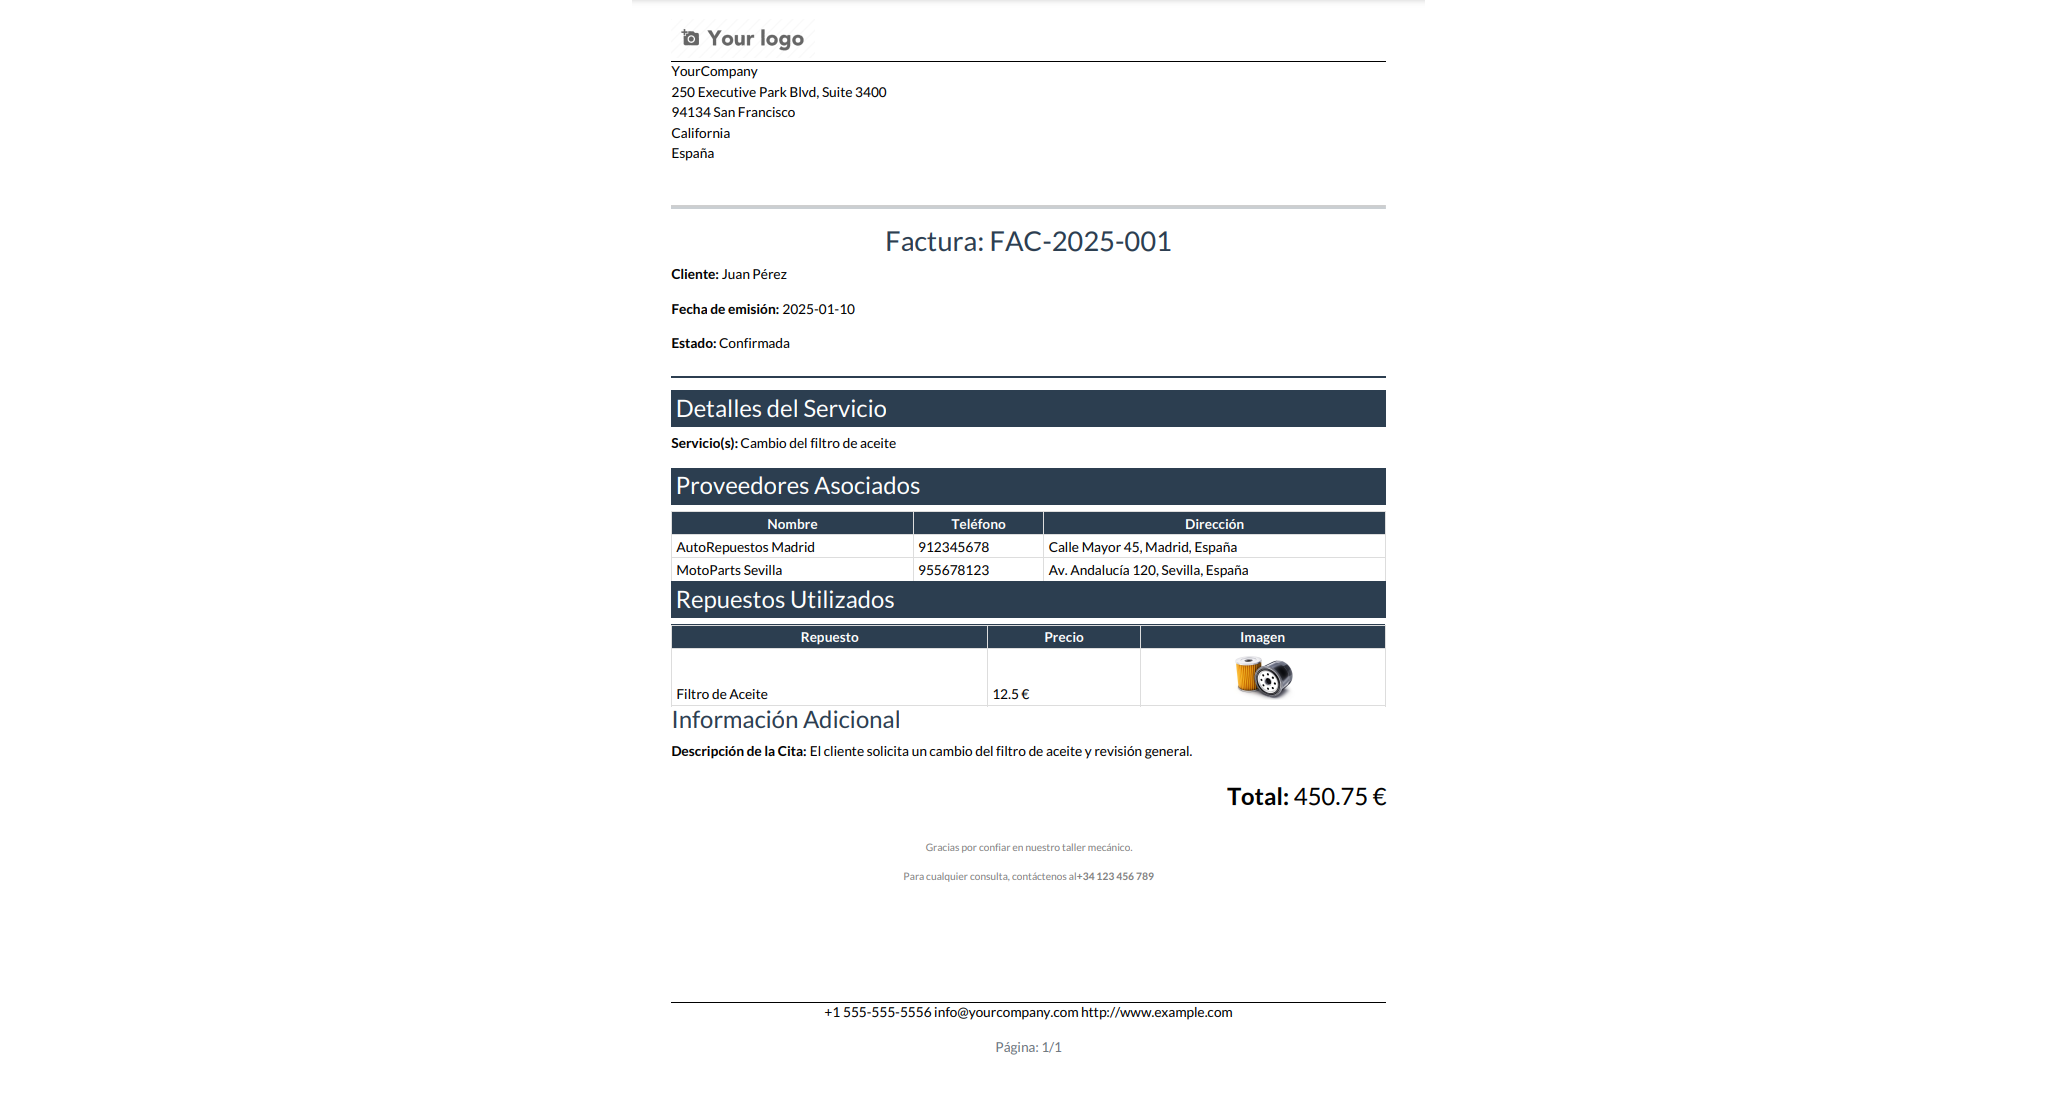 Your logo
YourCompany
250 Executive Park Blvd, Suite 3400
94134 San Francisco
California
España
Factura: FAC-2025-001
Cliente: Juan Pérez
Fecha de emisión: 2025-01-10
Estado: Confirmada
Detalles del Servicio
Servicio(s): Cambio del filtro de aceite
Proveedores Asociados
Nombre Teléfono Dirección
AutoRepuestos Madrid 912345678 Calle Mayor 45, Madrid, España
MotoParts Sevilla 955678123 Av. Andalucía 120, Sevilla, España
Repuestos Utilizados
Repuesto Precio Imagen
Filtro de Aceite 12.5 €
Información Adicional
Descripción de la Cita: El cliente solicita un cambio del filtro de aceite y revisión general.
Total: 450.75 €
Gracias por confiar en nuestro taller mecánico.
Para cualquier consulta, contáctenos al+34 123 456 789
+1 555-555-5556 info@yourcompany.com http://www.example.com
Página: 1/1